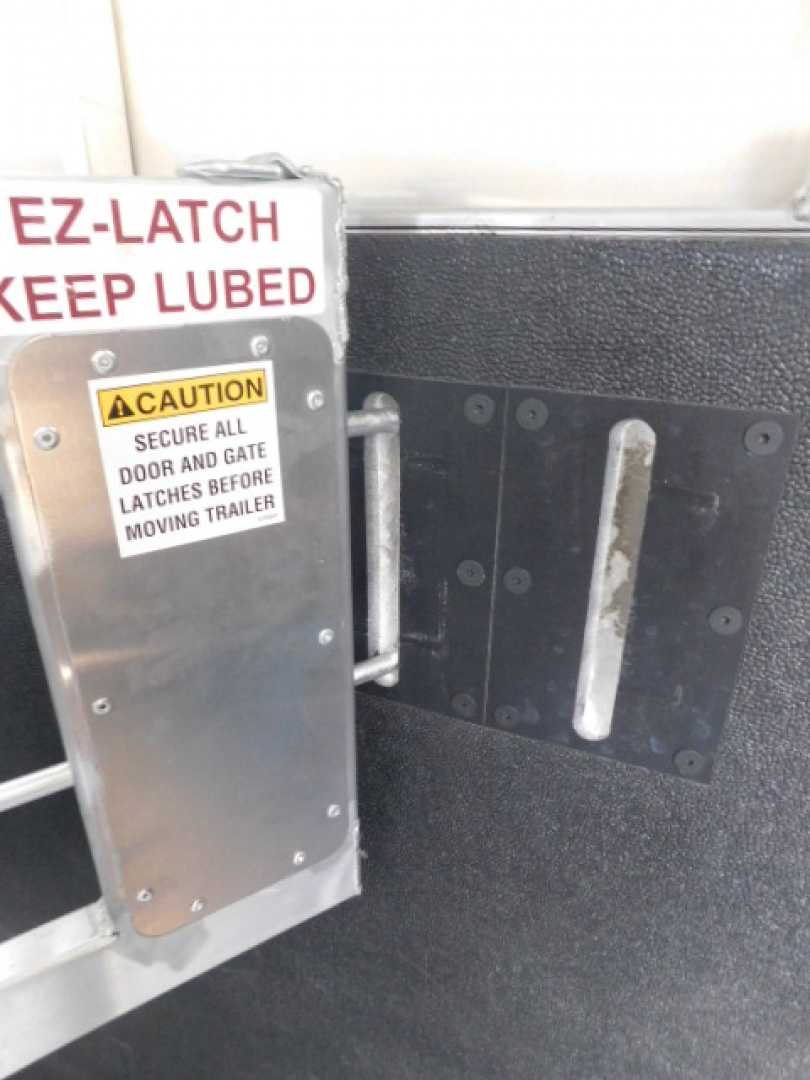 EZ-LATCH
KEEP LUBED
CAUTION
SECURE ALL
DOOR AND GATE
LATCHES BEFORE
MOVING TRAILER